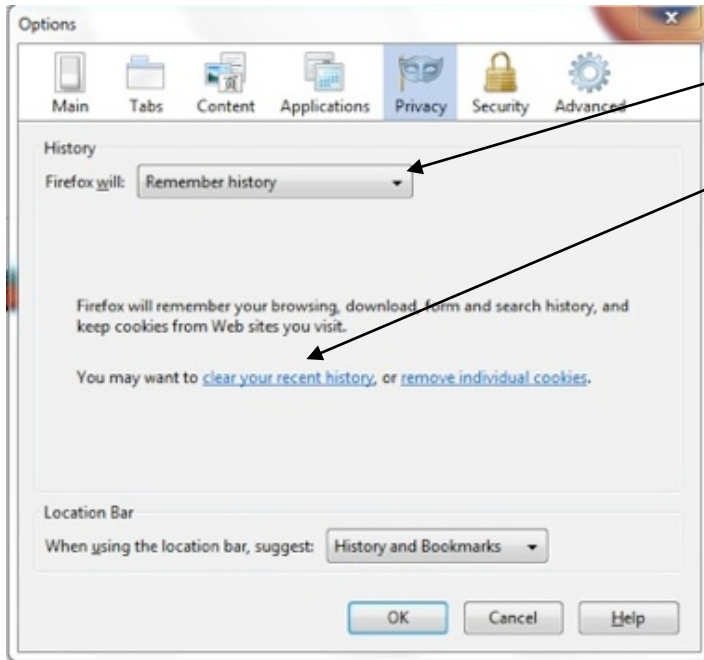 Options
Main Tabs Content Applications Privacy Security Advanced
History
Firefox will: Remember history
Firefox will remember your browsing, download, form and search history, and
keep cookies from Web sites you visit.
You may want to clear your recent history, or remove individual cookies.
Location Bar
When using the location bar, suggest: History and Bookmarks
OK Cancel Help